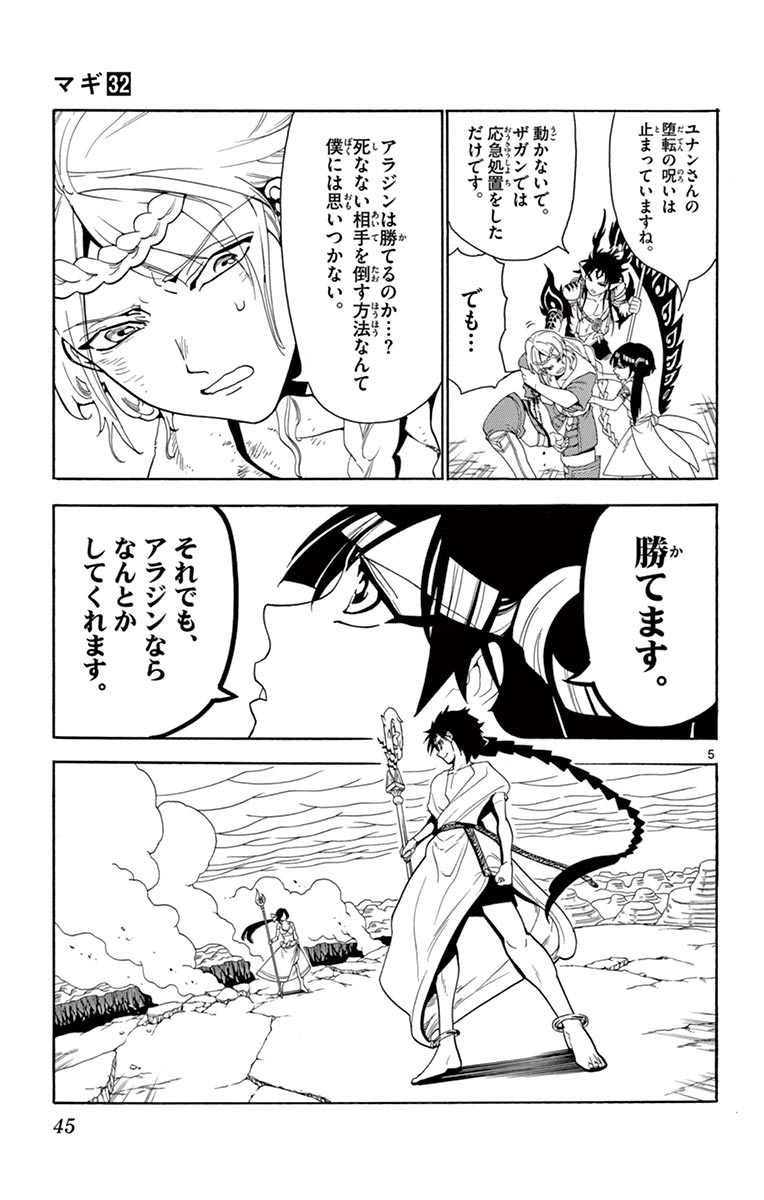 マギ32
ユナンさんの
堕転の呪いは
止まっていますね。
動かないで。
ザガンでは
応急処置をした
だけです。
でも…
アラジンは勝てるのか…?
死なない相手を倒す方法なんて
僕には思いつかない。
勝てます。
それでも、
アラジンなら
なんとか
してくれます。
5
45